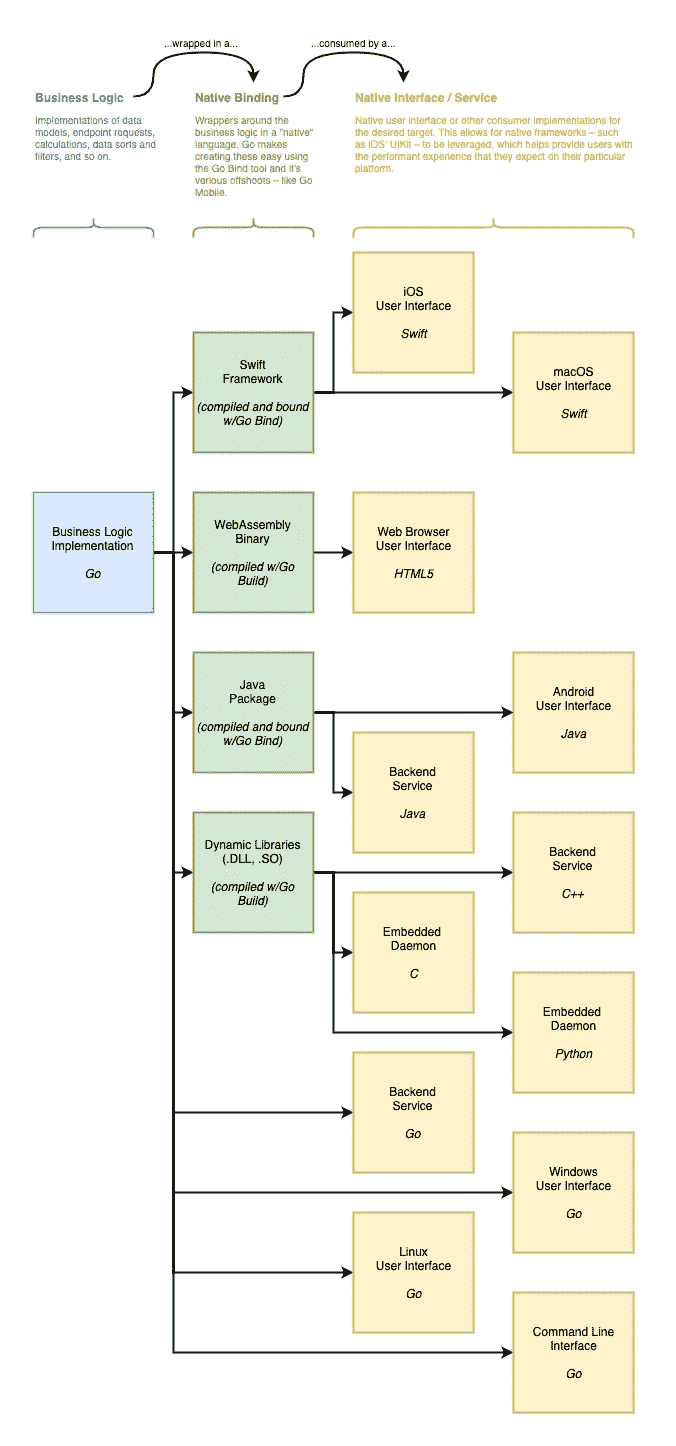 ...wrapped in a...
...consumed by a...
Business Logic
Implementations of data
models, endpoint requests,
calculations, data sorts and
filters, and so on.
Native Binding
Wrappers around the
business logic in a "native"
language. Go makes
creating these easy using
the Go Bind tool and it's
verious offshoots – like Go
Mobile.
Native Interface / Service
Native user interface or other consumer implementations for
the desired target. This allows for native frameworks – such
as iOS' UIKit – to be leveraged, which helps provide users with
the performant experience that they expect on their particular
platform.
iOS
User Interface
Swift
Swift
Framework
(compiled and bound
w/Go Bind)
macOS
User Interface
Swift
Business Logic
Implementation
Go
WebAssembly
Binary
(compiled w/Go
Build)
Web Browser
User Interface
HTML5
Java
Package
(compiled and bound
w/Go Bind)
Android
User Interface
Java
Backend
Service
Java
Dynamic Libraries
(.DLL, .SO)
(compiled w/Go
Build)
Backend
Service
C++
Embedded
Daemon
C
Embedded
Daemon
Python
Backend
Service
Go
Windows
User Interface
Go
Linux
User Interface
Go
Command Line
Interface
Go